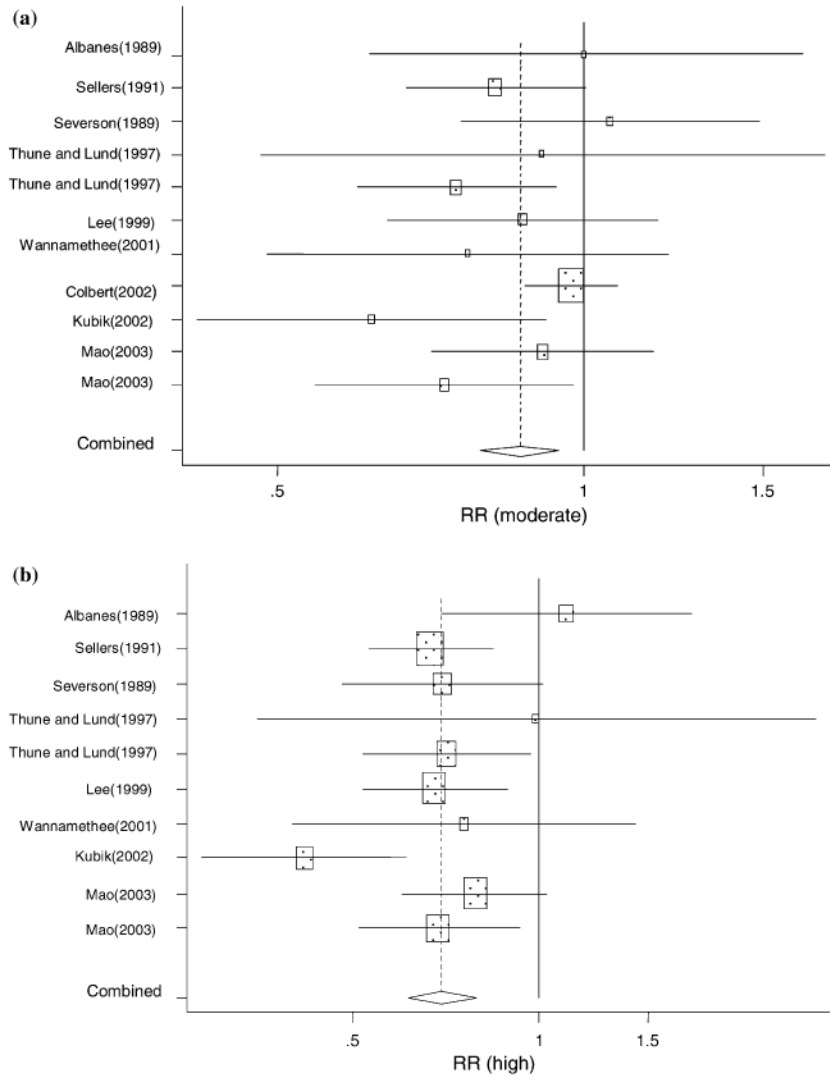 (a)
Albanes(1989)
Sellers(1991)
Severson(1989)
Thune and Lund(1997)
Thune and Lund(1997)
Lee(1999)
Wannamethee(2001)
Colbert(2002)
Kubik(2002)
Mao(2003)
Mao(2003)
Combined
.5 1 1.5
RR (moderate)
(b)
Albanes(1989)
Sellers(1991)
Severson(1989)
Thune and Lund(1997)
Thune and Lund(1997)
Lee(1999)
Wannamethee(2001)
Kubik(2002)
Mao(2003)
Mao(2003)
Combined
.5 1 1.5
RR (high)